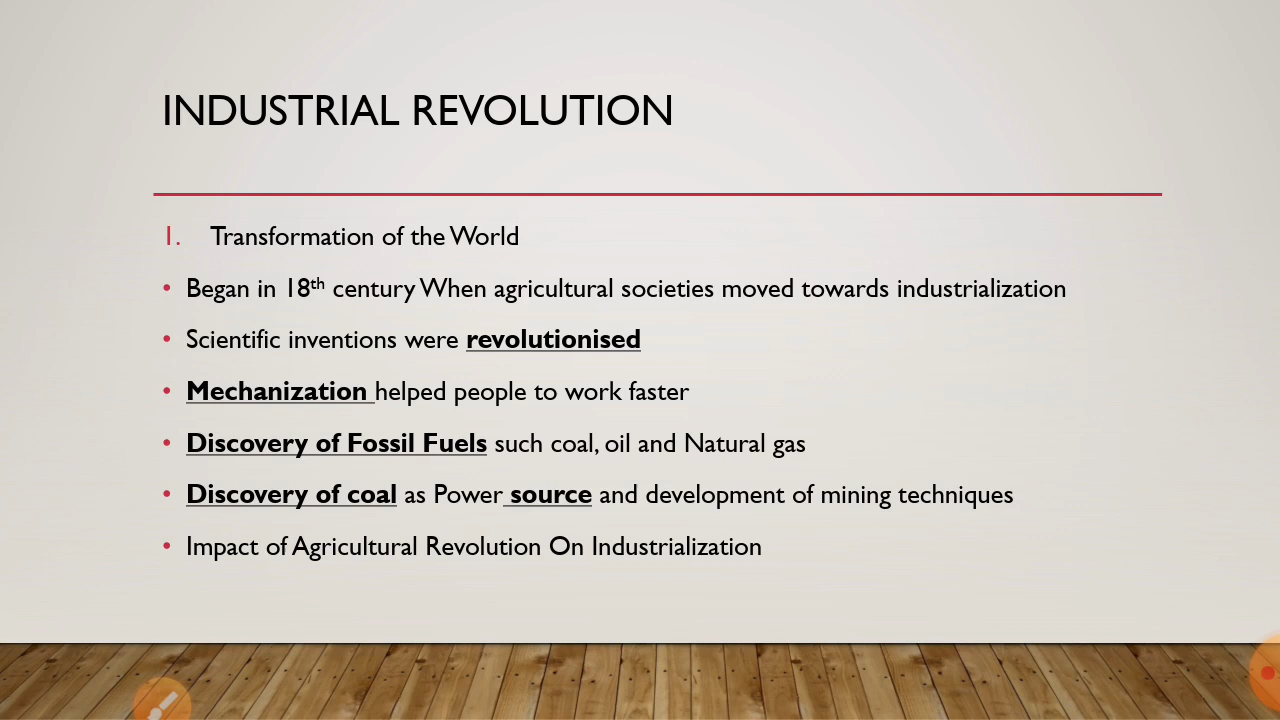 INDUSTRIAL REVOLUTION
1. Transformation of the World
• Began in 18th century When agricultural societies moved towards industrialization
• Scientific inventions were revolutionised
• Mechanization helped people to work faster
• Discovery of Fossil Fuels such coal, oil and Natural gas
• Discovery of coal as Power source and development of mining techniques
• Impact of Agricultural Revolution On Industrialization